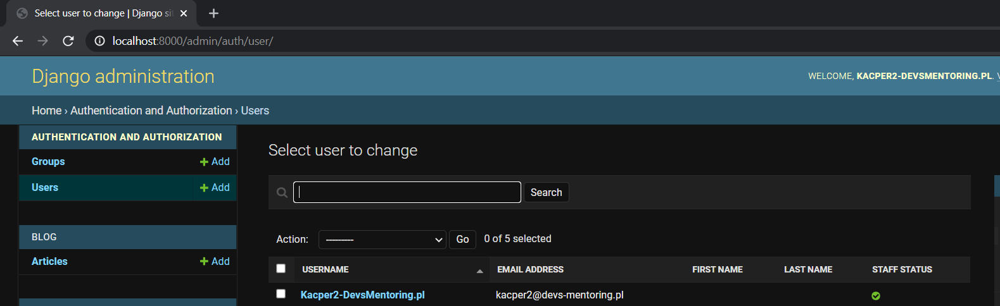 Select user to change | Django sit
localhost:8000/admin/auth/user/
Django administration
WELCOME, KACPER2-DEVSMENTORING.PL.
Home › Authentication and Authorization › Users
AUTHENTICATION AND AUTHORIZATION
Groups + Add
Users + Add
BLOG
Articles + Add
Select user to change
Search
Action: --------- Go 0 of 5 selected
USERNAME EMAIL ADDRESS FIRST NAME LAST NAME STAFF STATUS
Kacper2-DevsMentoring.pl kacper2@devs-mentoring.pl